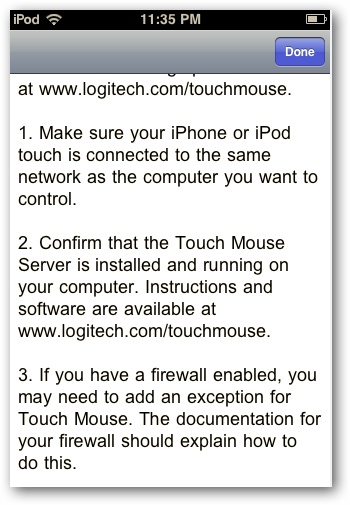 iPod 11:35 PM
Done
at www.logitech.com/touchmouse.
1. Make sure your iPhone or iPod
touch is connected to the same
network as the computer you want to
control.
2. Confirm that the Touch Mouse
Server is installed and running on
your computer. Instructions and
software are available at
www.logitech.com/touchmouse.
3. If you have a firewall enabled, you
may need to add an exception for
Touch Mouse. The documentation for
your firewall should explain how to
do this.